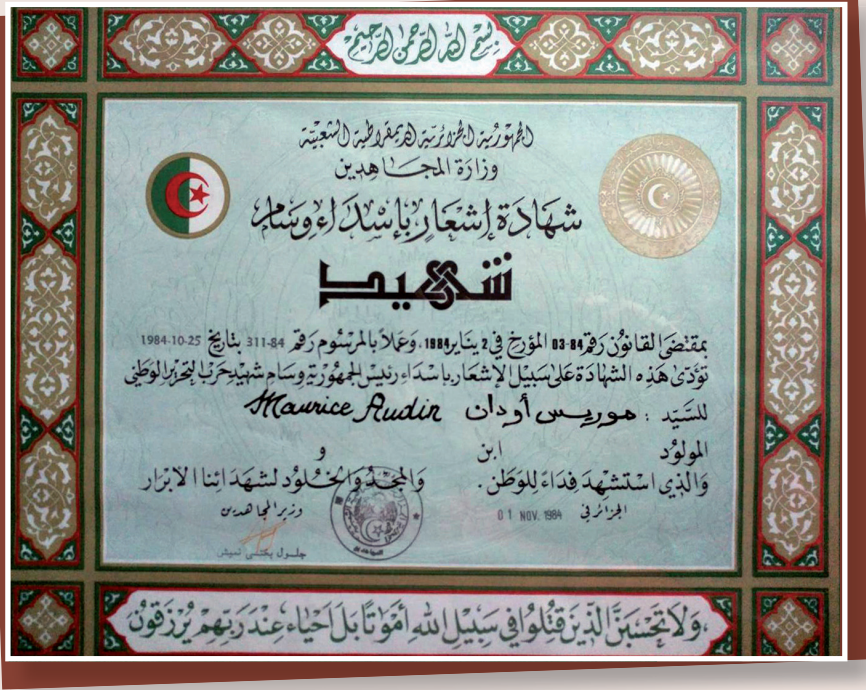 بسم الله الرحمن الرحيم
الجمهورية الجزائرية الديمقراطية الشعبية
وزارة المجاهدين
شهادة إشعار بإسداء وسام
شهيد
بمقتضى القانون رقم 84-03 المؤرخ في 2 يناير 1984، وعملا بالمرسوم رقم 84-311 بتاريخ 25-10-1984
تؤدى هذه الشهادة على سبيل الإشعار بإسداء رئيس الجمهورية وسام شهيد حرب التحرير الوطني
للسيد : موريس أودان Maurice Audin
المولود ابن و
والذي استشهد فداء للوطن . والمجد والخلود لشهدائنا الابرار
الجزائر في 01 NOV. 1984 وزير المجاهدين
جلول بختي نميش
ولا تحسبن الذين قتلوا في سبيل الله أمواتا بل أحياء عند ربهم يرزقون